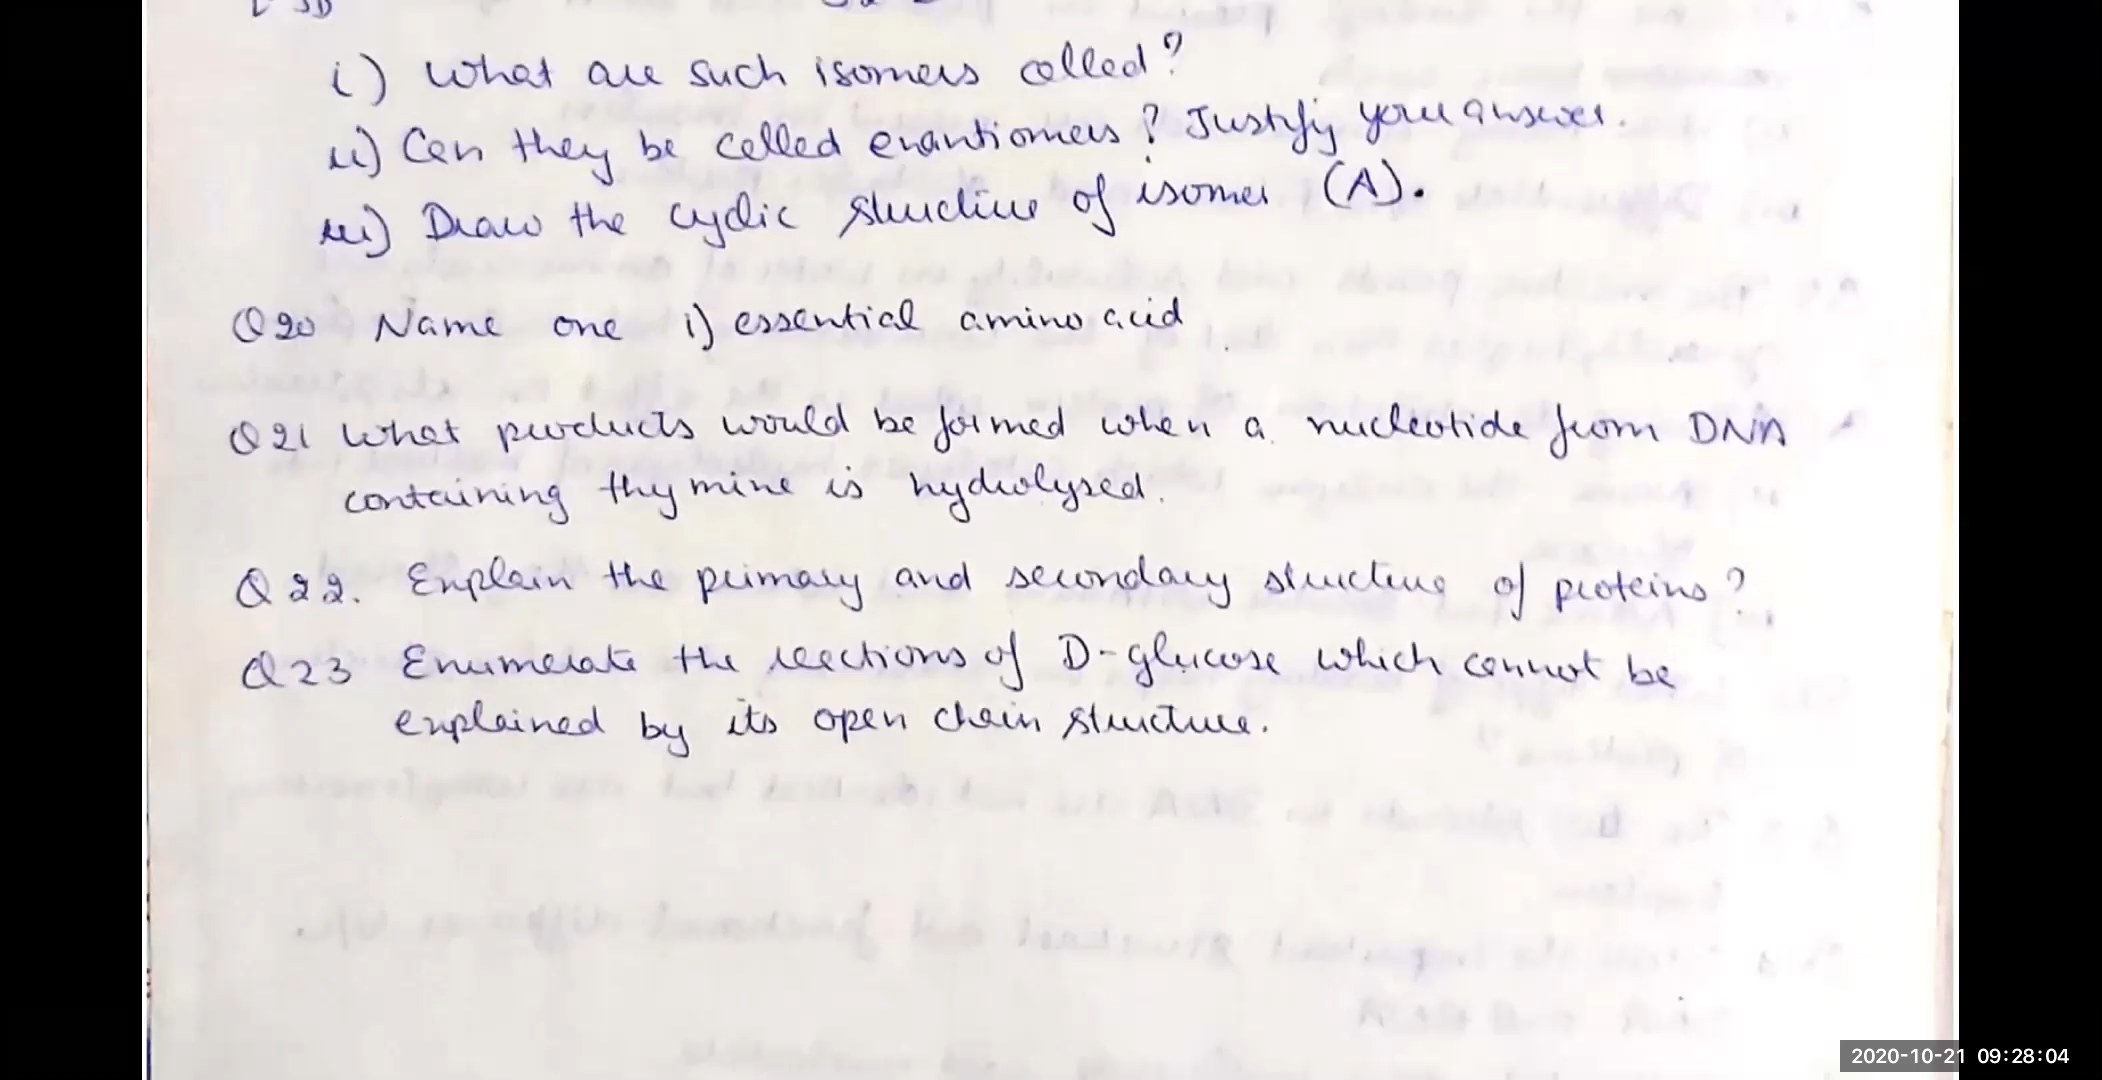 i) What are such isomers called?
ii) Can they be called enantiomers? Justify your answer.
iii) Draw the cyclic structure of isomer (A).
Q20 Name one i) essential amino acid
Q21 What products would be formed when a nucleotide from DNA
containing thymine is hydrolysed.
Q22. Explain the primary and secondary structure of proteins?
Q23 Enumerate the reactions of D-glucose which cannot be
explained by its open chain structure.
2020-10-21 09:28:04